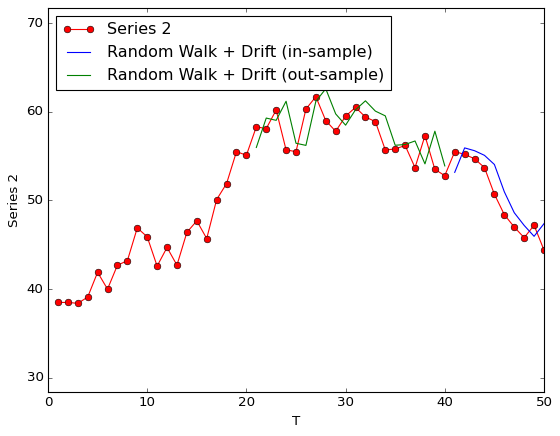 Series 2
Random Walk + Drift (in-sample)
Random Walk + Drift (out-sample)
70
60
50
40
30
Series 2
0 10 20 30 40 50
T